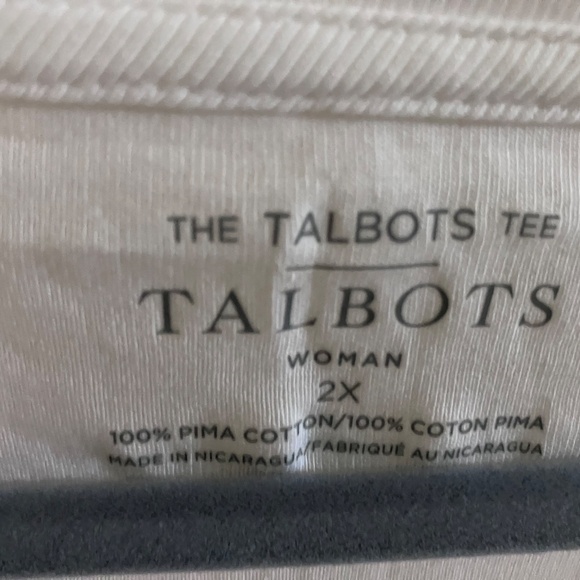 THE TALBOTS TEE
TALBOTS
WOMAN
2X
100% PIMA COTTON/100% COTON PIMA
MADE IN NICARAGUA/FABRIQUÉ AU NICARAGUA